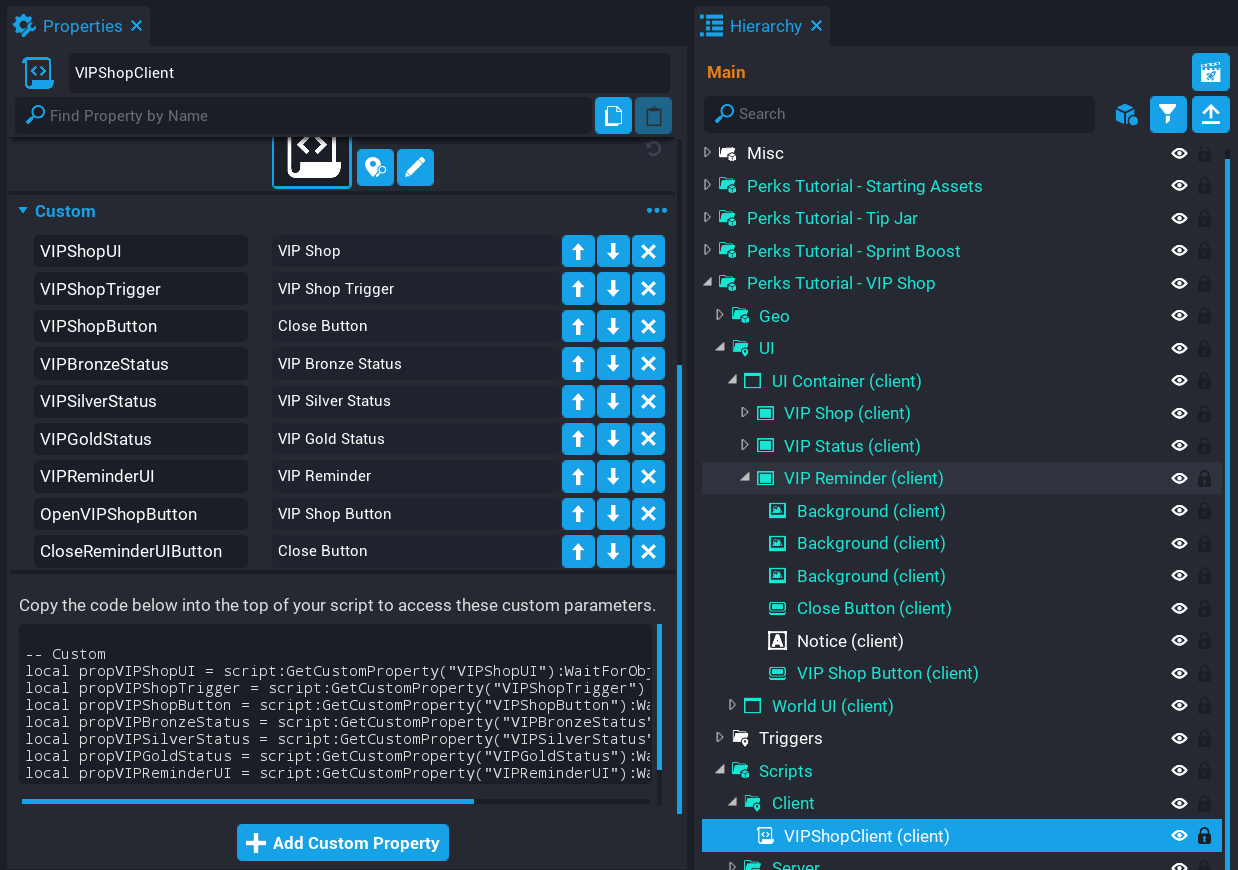 Properties
VIPShopClient
Find Property by Name
Custom
VIPShopUI VIP Shop
VIPShopTrigger VIP Shop Trigger
VIPShopButton Close Button
VIPBronzeStatus VIP Bronze Status
VIPSilverStatus VIP Silver Status
VIPGoldStatus VIP Gold Status
VIPReminderUI VIP Reminder
OpenVIPShopButton VIP Shop Button
CloseReminderUIButton Close Button
Copy the code below into the top of your script to access these custom parameters.
-- Custom
local propVIPShopUI = script:GetCustomProperty("VIPShopUI"):WaitForObj
local propVIPShopTrigger = script:GetCustomProperty("VIPShopTrigger")
local propVIPShopButton = script:GetCustomProperty("VIPShopButton"):Wa
local propVIPBronzeStatus = script:GetCustomProperty("VIPBronzeStatus"
local propVIPSilverStatus = script:GetCustomProperty("VIPSilverStatus"
local propVIPGoldStatus = script:GetCustomProperty("VIPGoldStatus"):Wa
local propVIPReminderUI = script:GetCustomProperty("VIPReminderUI"):Wa
Add Custom Property
Hierarchy
Main
Search
Misc
Perks Tutorial - Starting Assets
Perks Tutorial - Tip Jar
Perks Tutorial - Sprint Boost
Perks Tutorial - VIP Shop
Geo
UI
UI Container (client)
VIP Shop (client)
VIP Status (client)
VIP Reminder (client)
Background (client)
Background (client)
Background (client)
Close Button (client)
Notice (client)
VIP Shop Button (client)
World UI (client)
Triggers
Scripts
Client
VIPShopClient (client)
Server